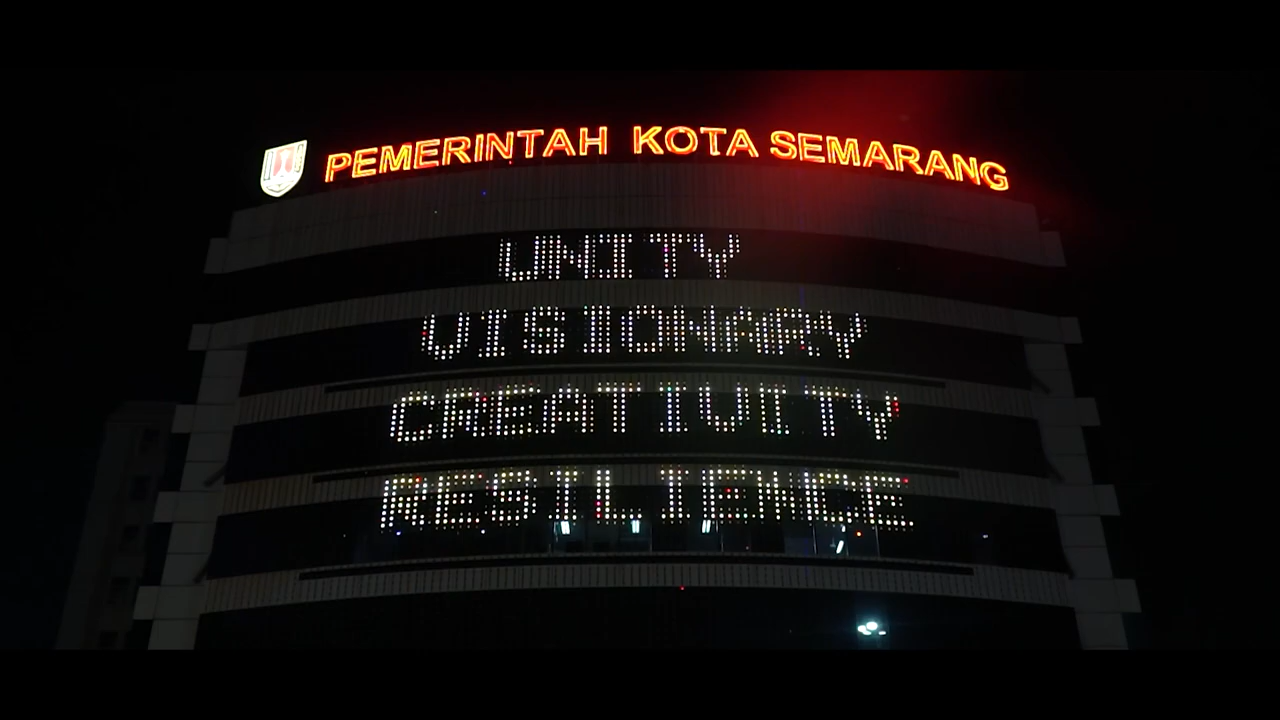 PEMERINTAH KOTA SEMARANG
UNITY
VISIONARY
CREATIVITY
RESILIENCE